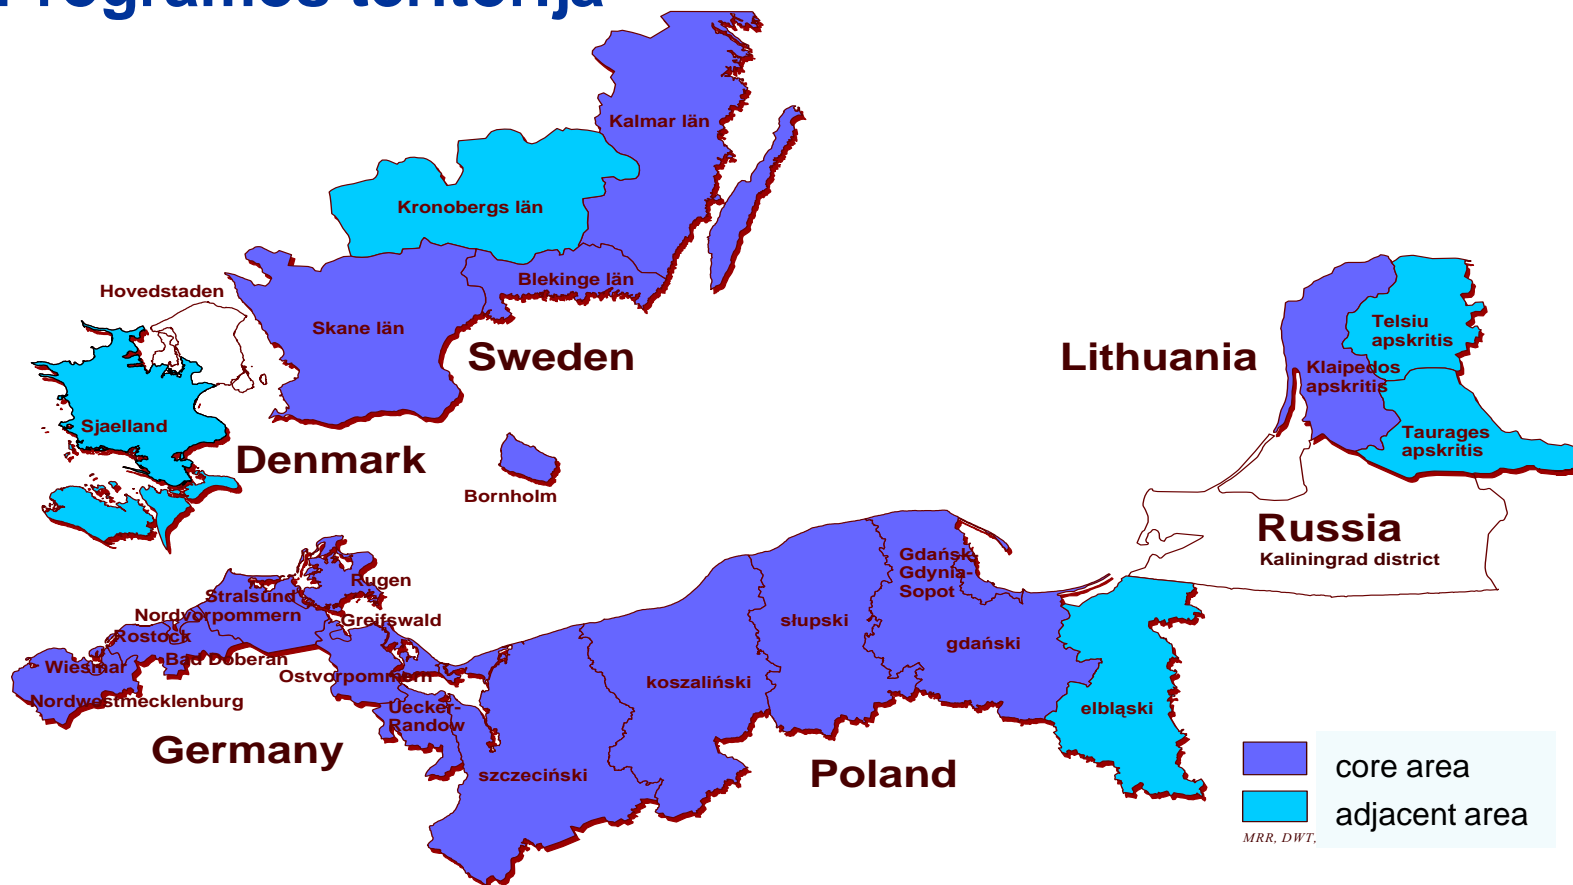 Programos teritorija
Kalmar län
Kronobergs län
Blekinge län
Hovedstaden
Skane län
Sweden
Sjaelland
Denmark
Bornholm
Lithuania
Telsiu
apskritis
Klaipedos
apskritis
Taurages
apskritis
Russia
Kaliningrad district
Rugen
Stralsund
Nordvorpommern
Greifswald
Rostock
Wiesmar
Bad Doberan
Ostvorpommern
Nordwestmecklenburg
Uecker-
Randow
Germany
Gdańsk-
Gdynia-
Sopot
słupski
gdański
koszaliński
elbląski
szczeciński
Poland
core area
adjacent area
MRR, DWT,